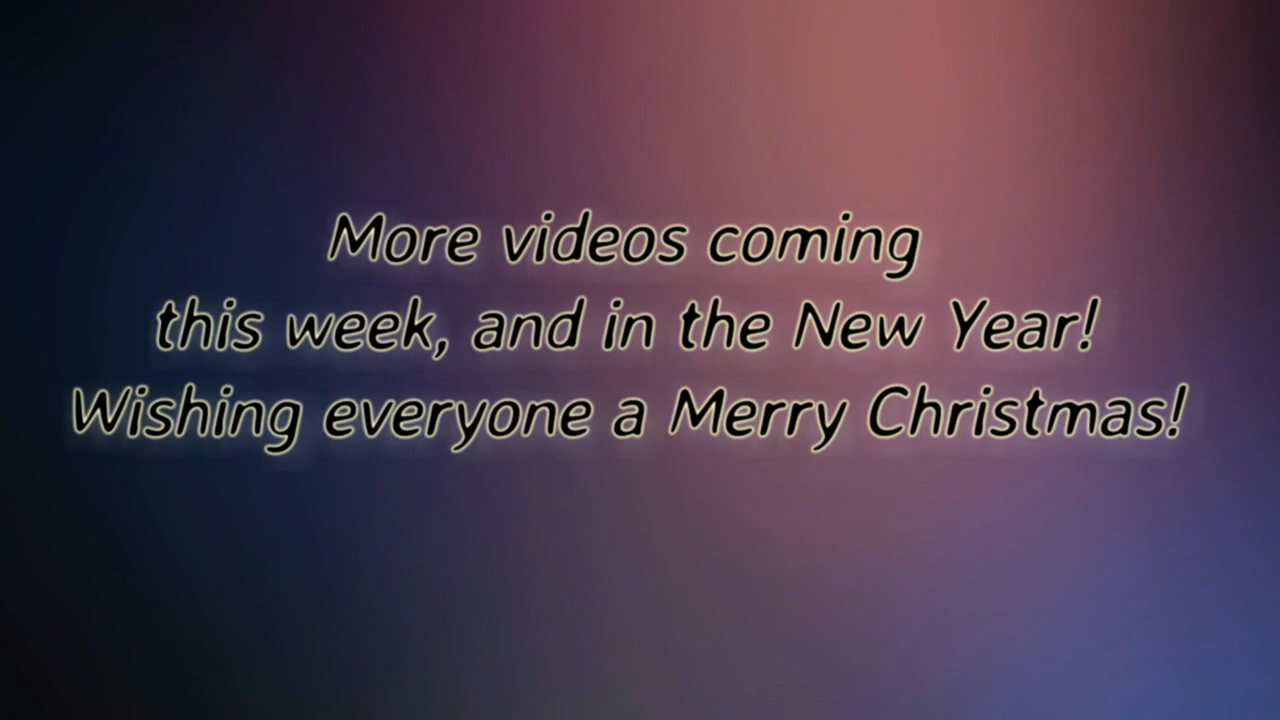 More videos coming
this week, and in the New Year!
Wishing everyone a Merry Christmas!